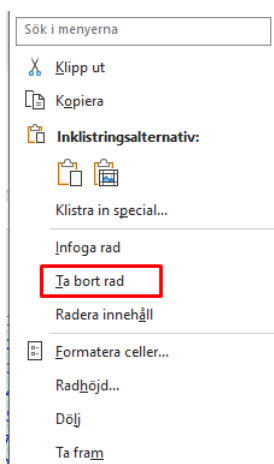 Sök i menyerna
Klipp ut
Kopiera
Inklistringsalternativ:
Klistra in special...
Infoga rad
Ta bort rad
Radera innehåll
Formatera celler...
Radhöjd...
Dölj
Ta fram